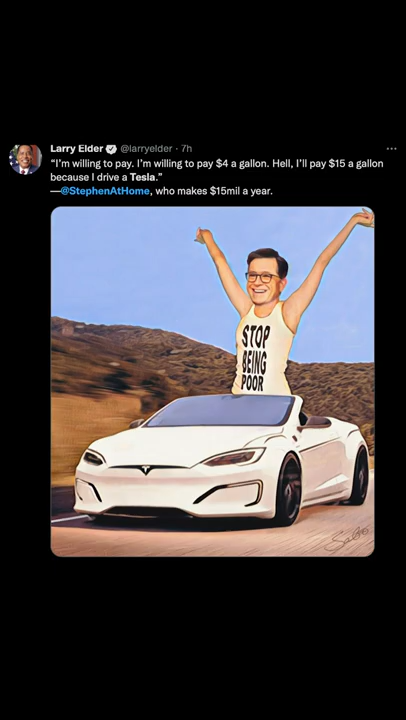 Larry Elder @larryelder · 7h
“I’m willing to pay. I’m willing to pay $4 a gallon. Hell, I’ll pay $15 a gallon
because I drive a Tesla.”
—@StephenAtHome, who makes $15mil a year.
STOP
BEING
POOR